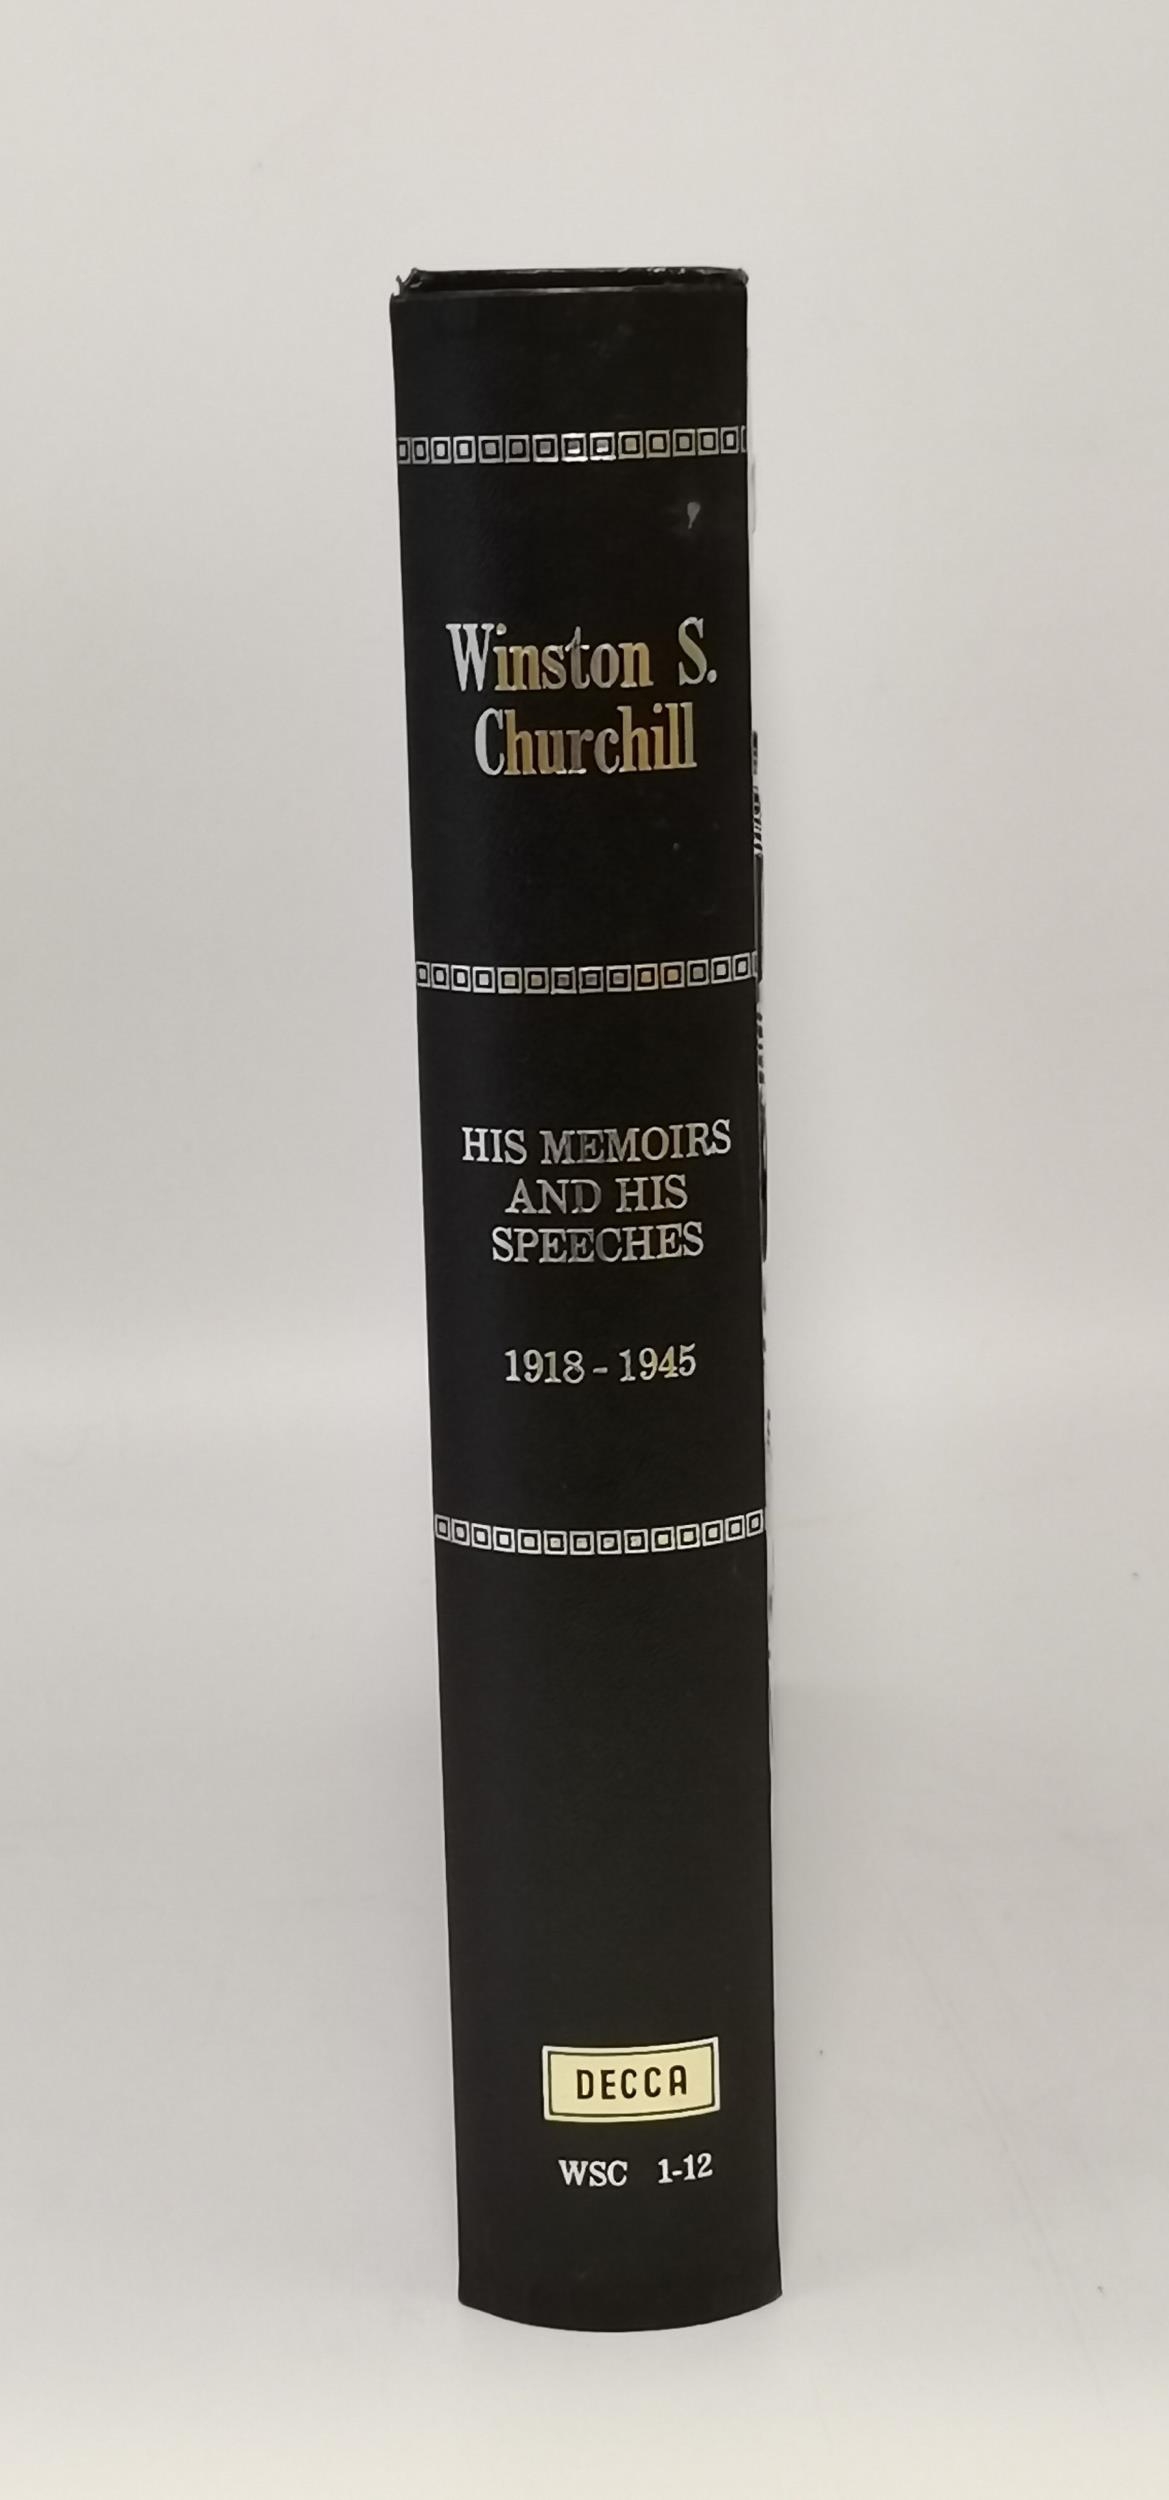 Winston S.
Churchill
HIS MEMOIRS
AND HIS
SPEECHES
1918-1945
DECCA
WSC 1-12